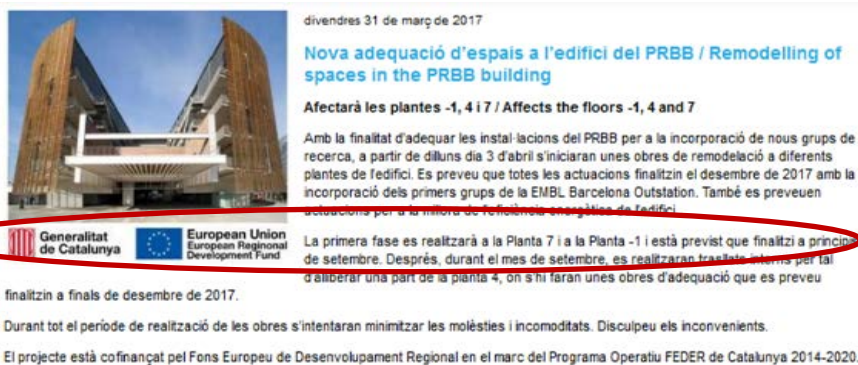 divendres 31 de març de 2017
Nova adequació d'espais a l'edifici del PRBB / Remodelling of
spaces in the PRBB building
Afectarà les plantes -1, 4 i 7 / Affects the floors -1, 4 and 7
Amb la finalitat d'adequar les instal·lacions del PRBB per a la incorporació de nous grups de
recerca, a partir de dilluns dia 3 d'abril s'iniciaran unes obres de remodelació a diferents
plantes de l'edifici. Es preveu que totes les actuacions finalitzin el desembre de 2017 amb la
incorporació dels primers grups de la EMBL Barcelona Outstation. També es preveuen
actuacions per a la millora de l'eficiència energètica de l'edifici.
Generalitat
de Catalunya
European Union
European Regional
Development Fund
La primera fase es realitzarà a la Planta 7 i a la Planta -1 i està previst que finalitzi a principis
de setembre. Després, durant el mes de setembre, es realitzaran trasllats interns per tal
d'alliberar una part de la planta 4, on s'hi faran unes obres d'adequació que es preveu
finalitzin a finals de desembre de 2017.
Durant tot el període de realització de les obres s'intentaran minimitzar les molèsties i incomoditats. Disculpeu els inconvenients.
El projecte està cofinançat pel Fons Europeu de Desenvolupament Regional en el marc del Programa Operatiu FEDER de Catalunya 2014-2020.